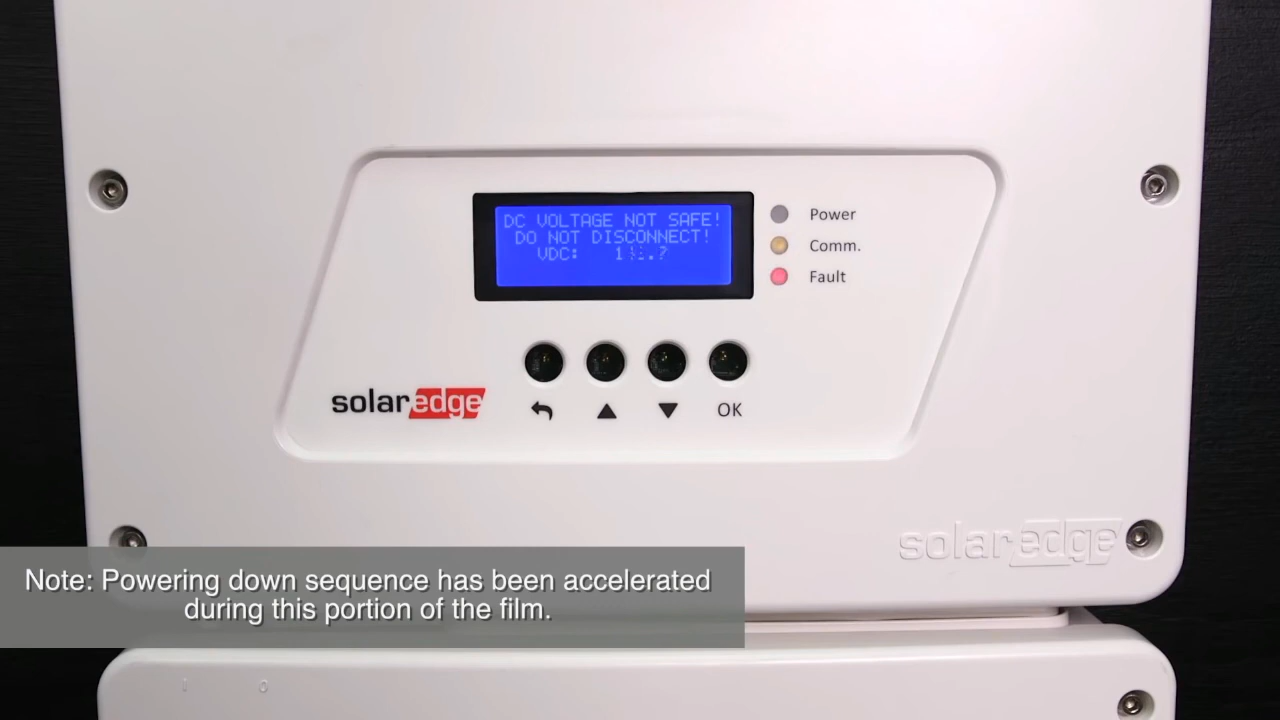 DC VOLTAGE NOT SAFE!
DO NOT DISCONNECT!
VDC:
Power
Comm.
Fault
solaredge
OK
solaredge
Note: Powering down sequence has been accelerated
during this portion of the film.
I O